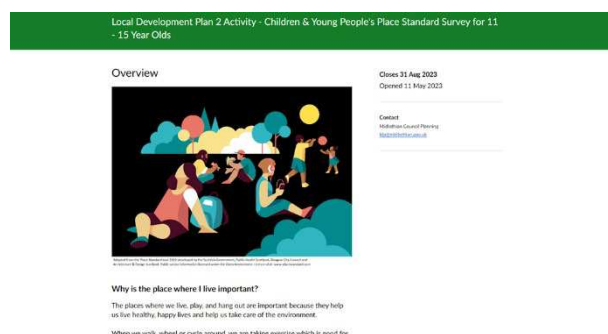 Local Development Plan 2 Activity - Children & Young People's Place Standard Survey for 11
- 15 Year Olds
Overview
Closes 31 Aug 2023
Opened 11 May 2023
Contact
Midlothian Council Planning
Why is the place where I live important?
The places where we live, play, and hang out are important because they help
us live healthy, happy lives and help us take care of the environment.
When we walk, wheel or cycle around, we are taking exercise which is good for